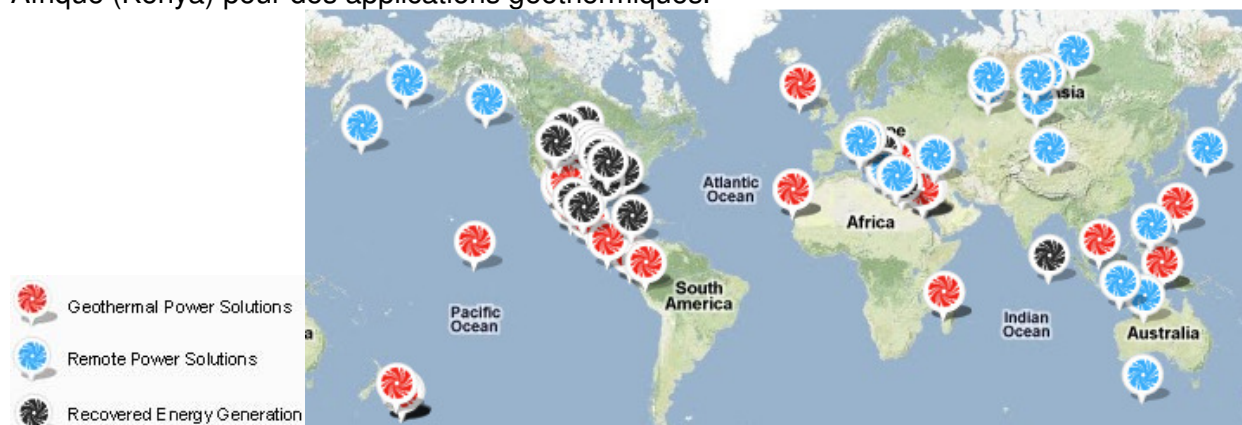 Afrique (Kenya) pour des applications géothermiques.
Atlantic
Ocean
Africa
South
America
Pacific
Ocean
Indian
Ocean
Australia
Geothermal Power Solutions
Remote Power Solutions
Recovered Energy Generation